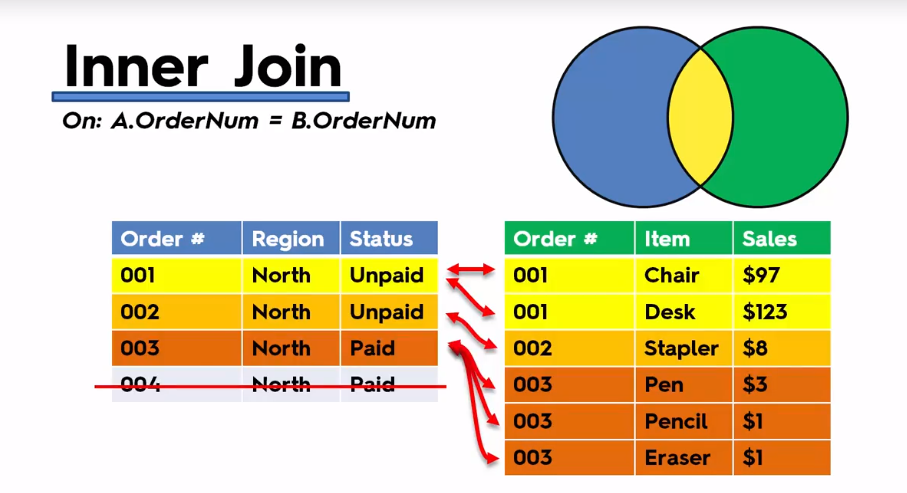 Inner Join
On: A.OrderNum = B.OrderNum
Order # Region Status
001 North Unpaid
002 North Unpaid
003 North Paid
004 North Paid
Order # Item Sales
001 Chair $97
001 Desk $123
002 Stapler $8
003 Pen $3
003 Pencil $1
003 Eraser $1